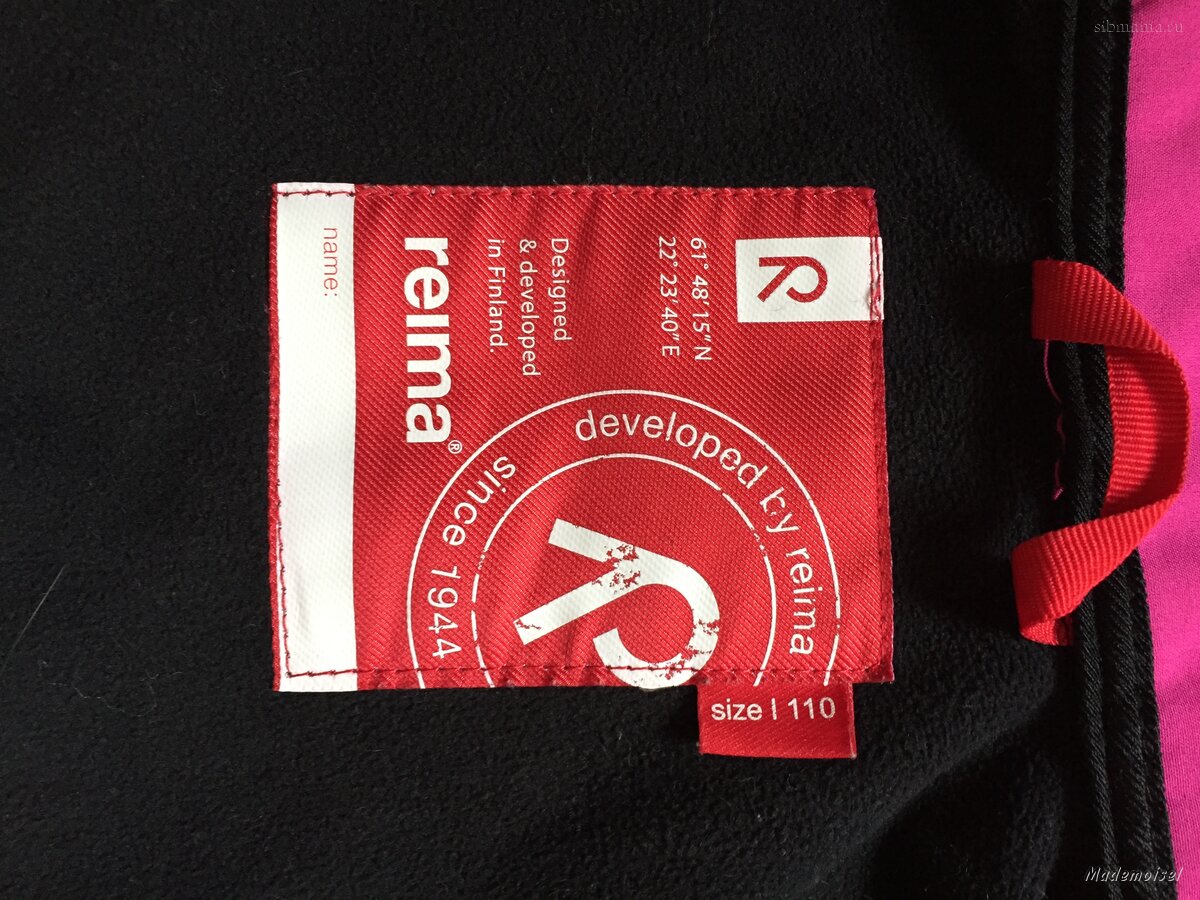 sibmama.ru
R
61° 48' 15" N
22° 23' 40" E
Designed
& developed
in Finland.
reima®
name:
developed by reima
since 1944
R
size | 110
Mademoisel